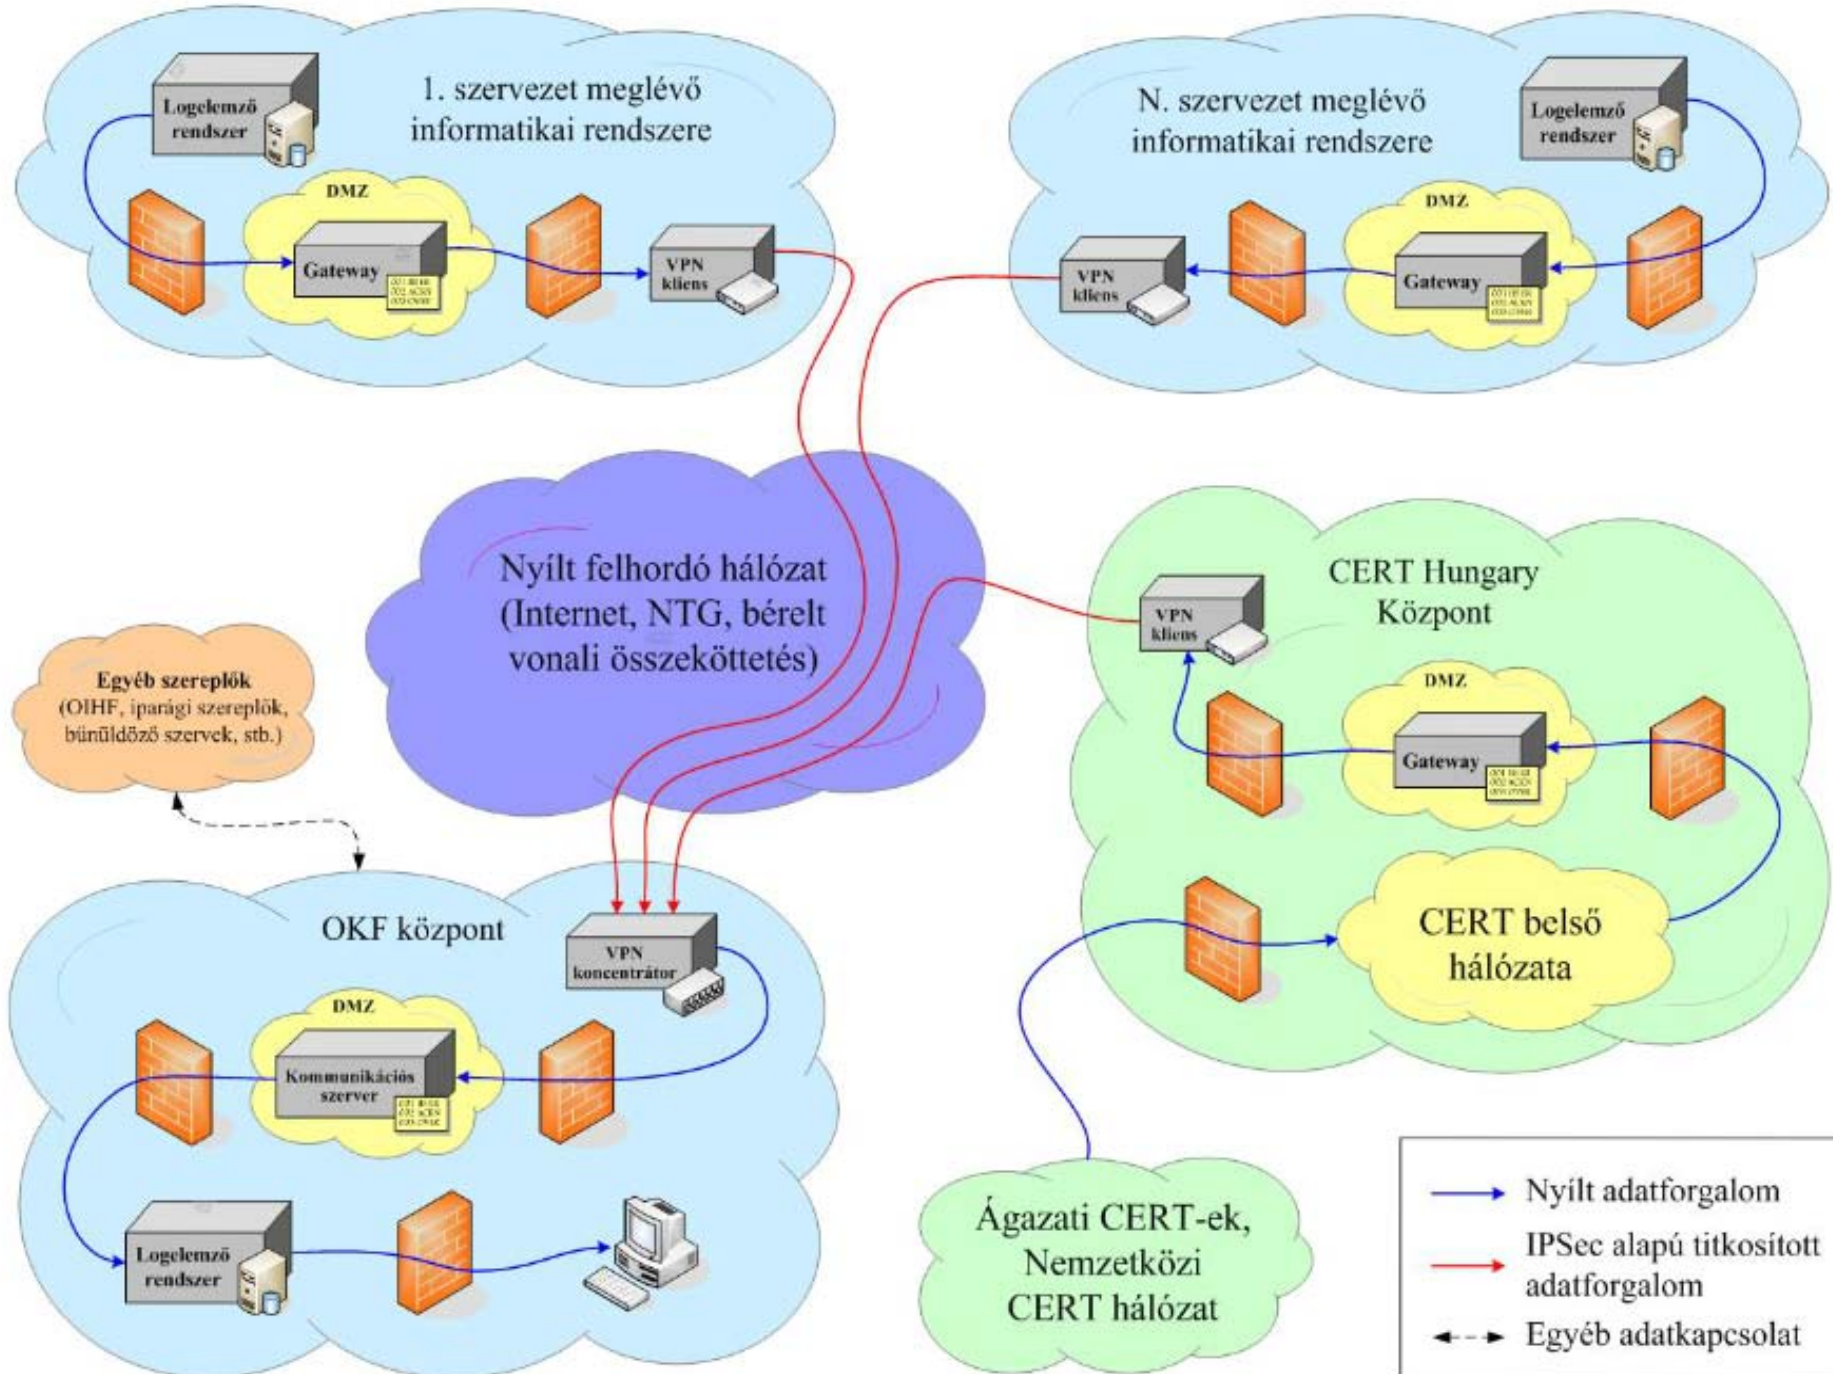 Logelemző
rendszer
1. szervezet meglévő
informatikai rendszere
DMZ
Gateway
VPN
kliens
N. szervezet meglévő
informatikai rendszere
Logelemző
rendszer
DMZ
VPN
kliens
Gateway
Nyílt felhordó hálózat
(Internet, NTG, bérelt
vonali összeköttetés)
CERT Hungary
Központ
VPN
kliens
DMZ
Gateway
CERT belső
hálózata
Egyéb szereplők
(OIHF, iparági szereplők,
bünüldöző szervek, stb.)
OKF központ
VPN
koncentrátor
DMZ
Kommunikációs
szerver
Logelemző
rendszer
Ágazati CERT-ek,
Nemzetközi
CERT hálózat
Nyílt adatforgalom
IPSec alapú titkosított
adatforgalom
Egyéb adatkapcsolat